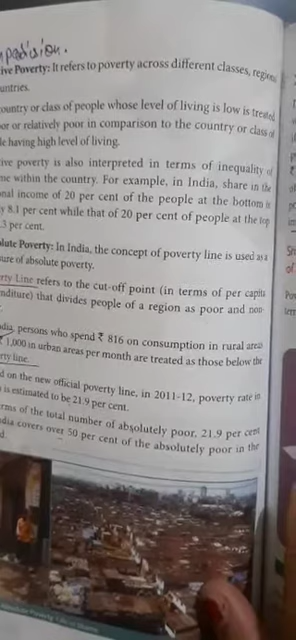 ive Poverty: It refers to poverty across different classes, regions
untries.
ountry or class of people whose level of living is low is treated
or or relatively poor in comparison to the country or class of
le having high level of living.
ive poverty is also interpreted in terms of inequality of
me within the country. For example, in India, share in the
onal income of 20 per cent of the people at the bottom is
y 8.1 per cent while that of 20 per cent of people at the top
.3 per cent.
lute Poverty: In India, the concept of poverty line is used as a
ure of absolute poverty.
rty Line refers to the cut-off point (in terms of per capita
nditure) that divides people of a region as poor and non-
dia, persons who spend ₹ 816 on consumption in rural areas
₹ 1,000 in urban areas per month are treated as those below the
rty line.
d on the new official poverty line, in 2011-12, poverty rate in
is estimated to be 21.9 per cent.
rms of the total number of absolutely poor, 21.9 per cent
dia covers over 50 per cent of the absolutely poor in the
d.